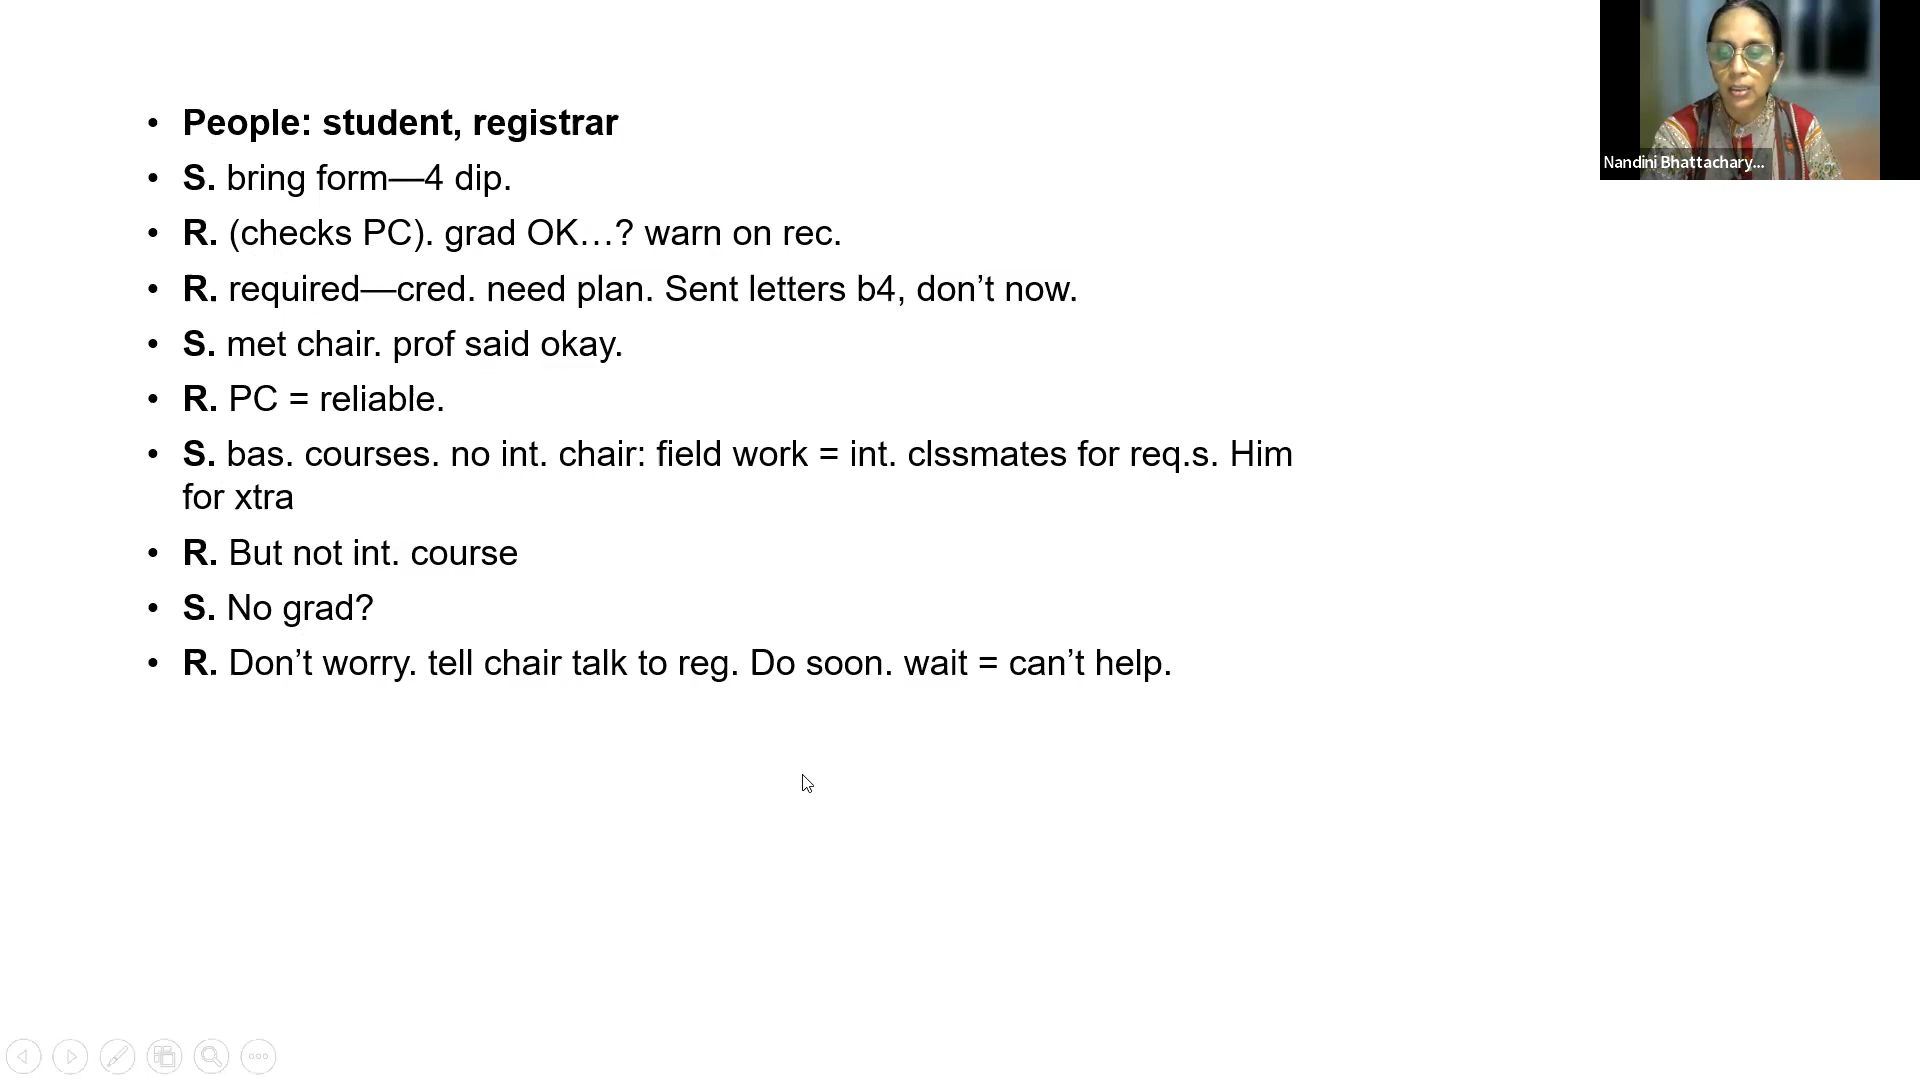 • People: student, registrar
• S. bring form—4 dip.
• R. (checks PC). grad OK…? warn on rec.
• R. required—cred. need plan. Sent letters b4, don’t now.
• S. met chair. prof said okay.
• R. PC = reliable.
• S. bas. courses. no int. chair: field work = int. clssmates for req.s. Him
for xtra
• R. But not int. course
• S. No grad?
• R. Don’t worry. tell chair talk to reg. Do soon. wait = can’t help.
Nandini Bhattachary...